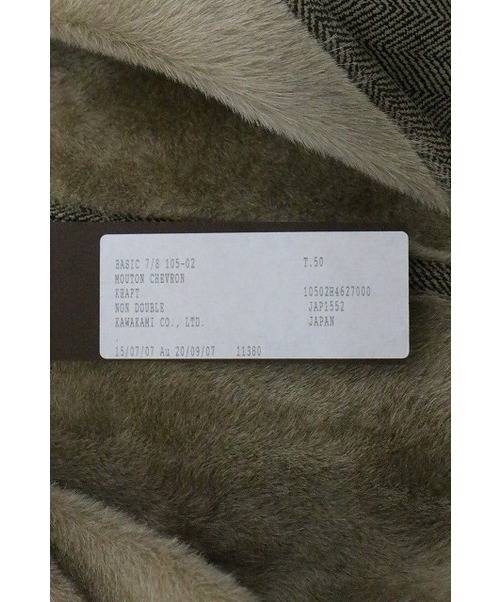 BASIC 7/8 105-02 T.50
MOUTON CHEVRON
KRAFT 10502H4627000
NON DOUBLE JAP1552
KAWAKAMI CO., LTD. JAPAN
.
15/07/07 Au 20/09/07 11380